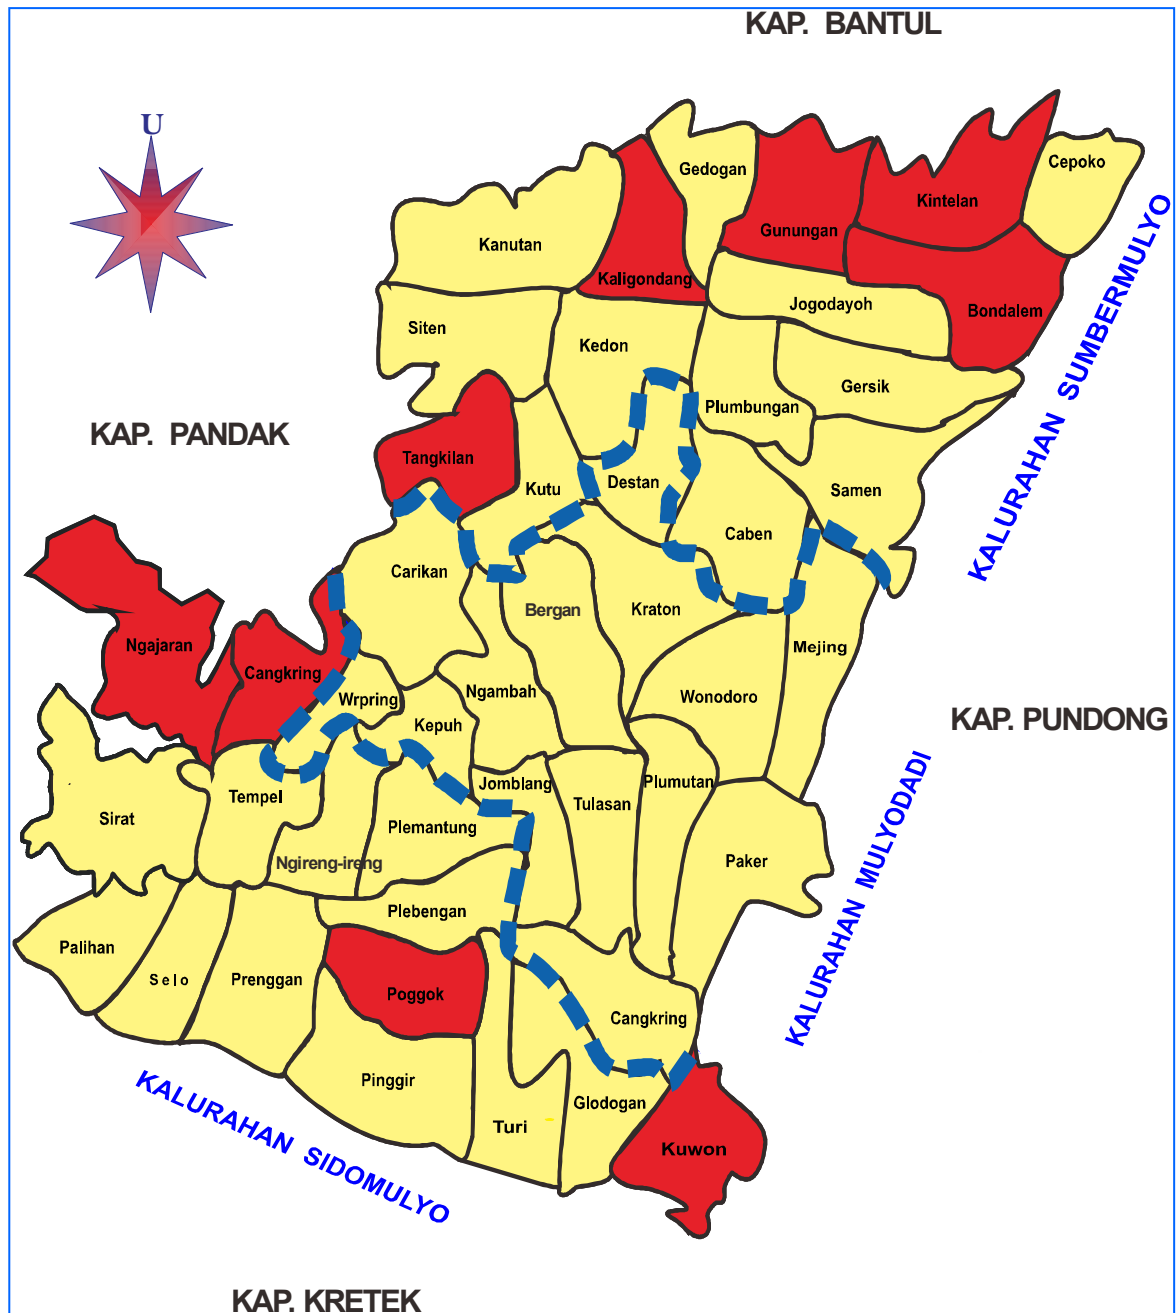 KAP. BANTUL
U
Gedogan
Cepoko
Kintelan
Gunungan
Kanutan
Kaligondang
Jogodayoh
Bondalem
Siten
Kedon
Gersik
Plumbungan
KALURAHAN SUMBERMULYO
KAP. PANDAK
Tangkilan
Kutu
Destan
Samen
Caben
Carikan
Bergan
Kraton
Ngajaran
Cangkring
Mejing
Wrpring
Ngambah
Wonodoro
Kepuh
KAP. PUNDONG
Jomblang
Plumutan
Tempel
Tulasan
Sirat
Plemantung
Ngireng-ireng
Paker
Plebengan
KALURAHAN MULYODADI
Palihan
Selo
Prenggan
Poggok
Cangkring
Pinggir
Glodogan
Turi
Kuwon
KALURAHAN SIDOMULYO
KAP. KRETEK